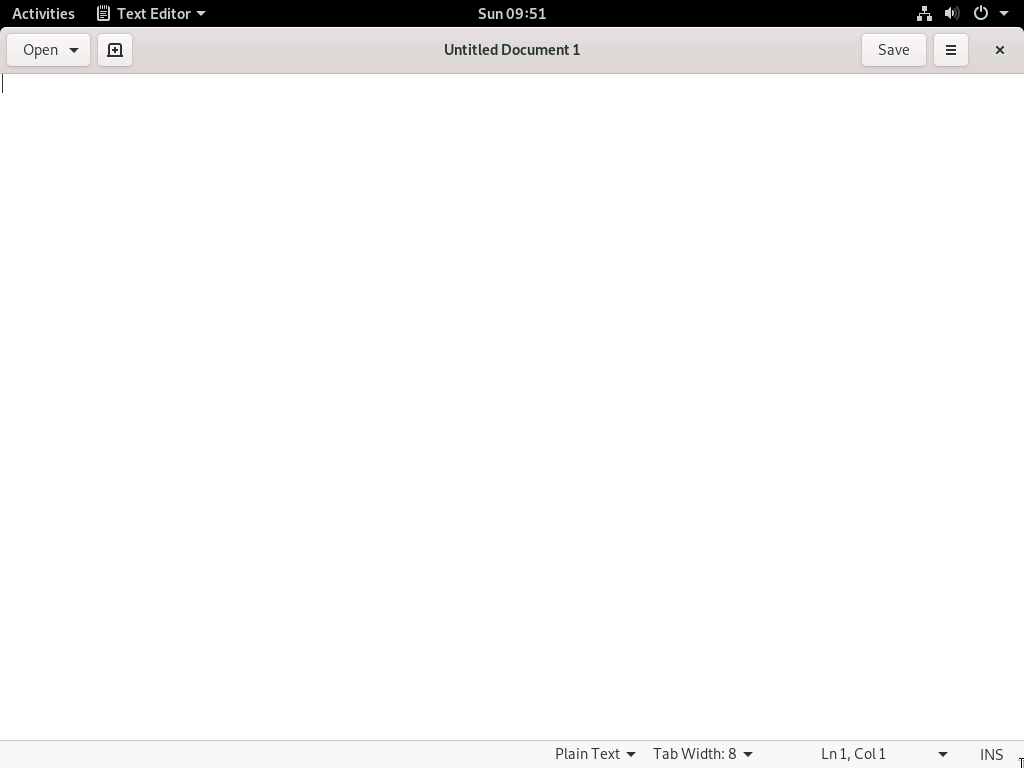 Activities Text Editor Sun 09:51
Open Untitled Document 1 Save
Plain Text Tab Width: 8 Ln 1, Col 1 INS